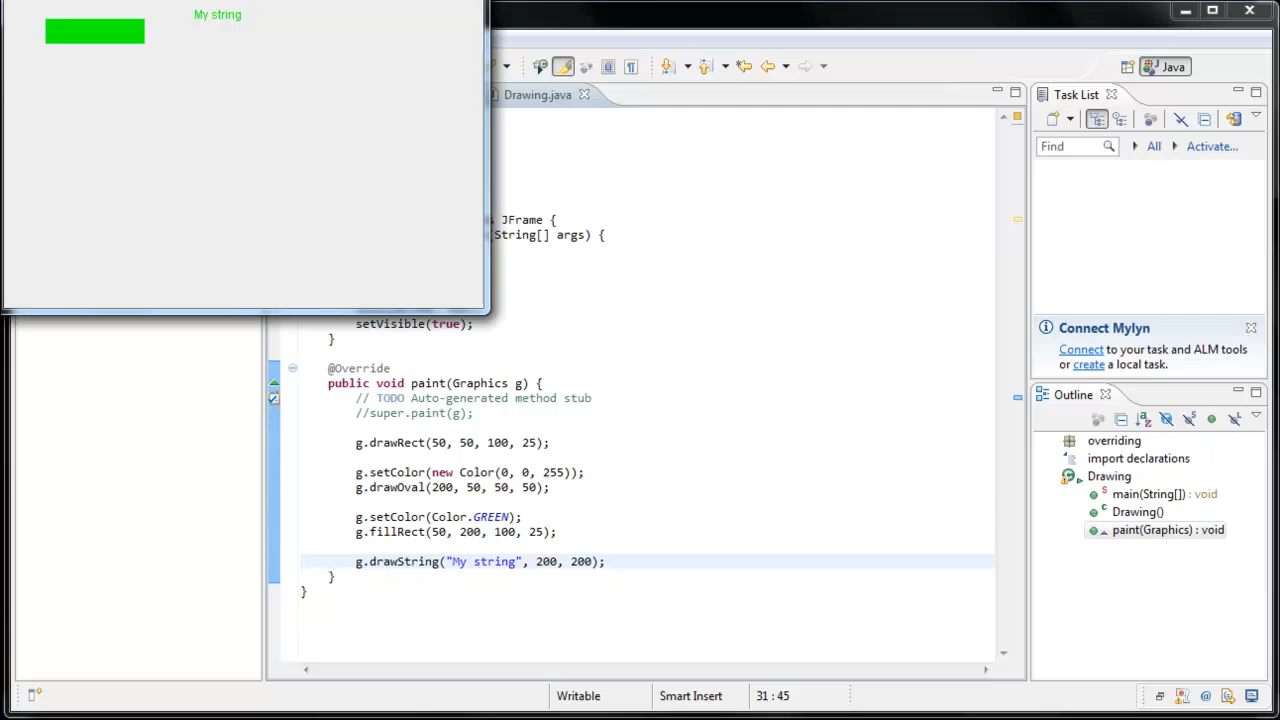 My string
Java
Drawing.java
Task List
Find
All
Activate...
JFrame {
(String[] args) {
setVisible(true);
}
@Override
public void paint(Graphics g) {
// TODO Auto-generated method stub
//super.paint(g);
g.drawRect(50, 50, 100, 25);
g.setColor(new Color(0, 0, 255));
g.drawOval(200, 50, 50, 50);
g.setColor(Color.GREEN);
g.fillRect(50, 200, 100, 25);
g.drawString("My string", 200, 200);
}
}
Connect Mylyn
Connect to your task and ALM tools
or create a local task.
Outline
overriding
import declarations
Drawing
main(String[]) : void
Drawing()
paint(Graphics) : void
Writable
Smart Insert
31 : 45